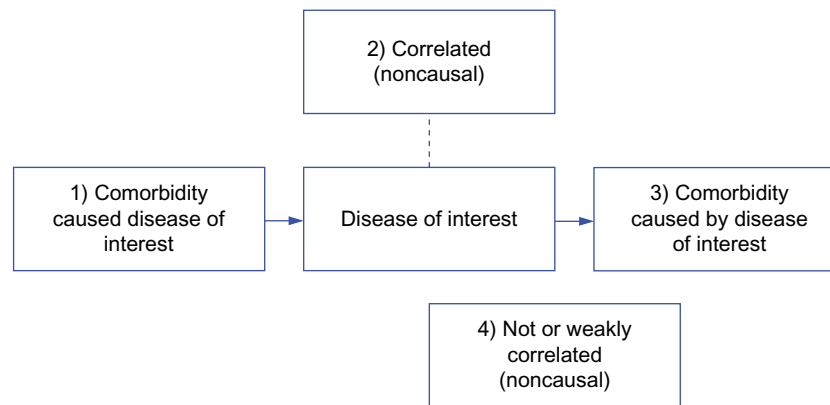 2) Correlated
(noncausal)
1) Comorbidity
caused disease of
interest
Disease of interest
3) Comorbidity
caused by disease
of interest
4) Not or weakly
correlated
(noncausal)